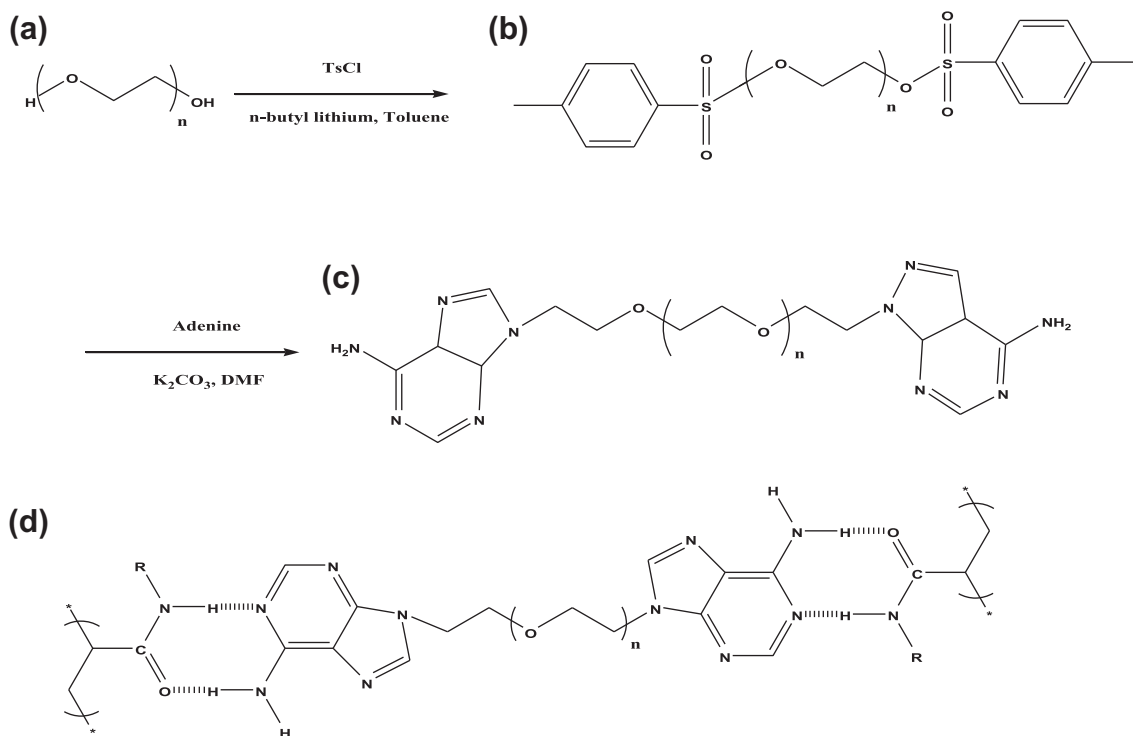 (a)
H
O
OH
n
TsCl
n-butyl lithium, Toluene
(b)
O
S
O
O
n
O
O
S
O
Adenine
K₂CO₃, DMF
(c)
N
N
H₂N
N
N
O
O
n
N
N
NH₂
N
N
(d)
R
N
H
C
O
H
N
H
N
N
N
N
O
n
N
N
N
N
H
N
H
O
C
H
N
R
*
*
*
*